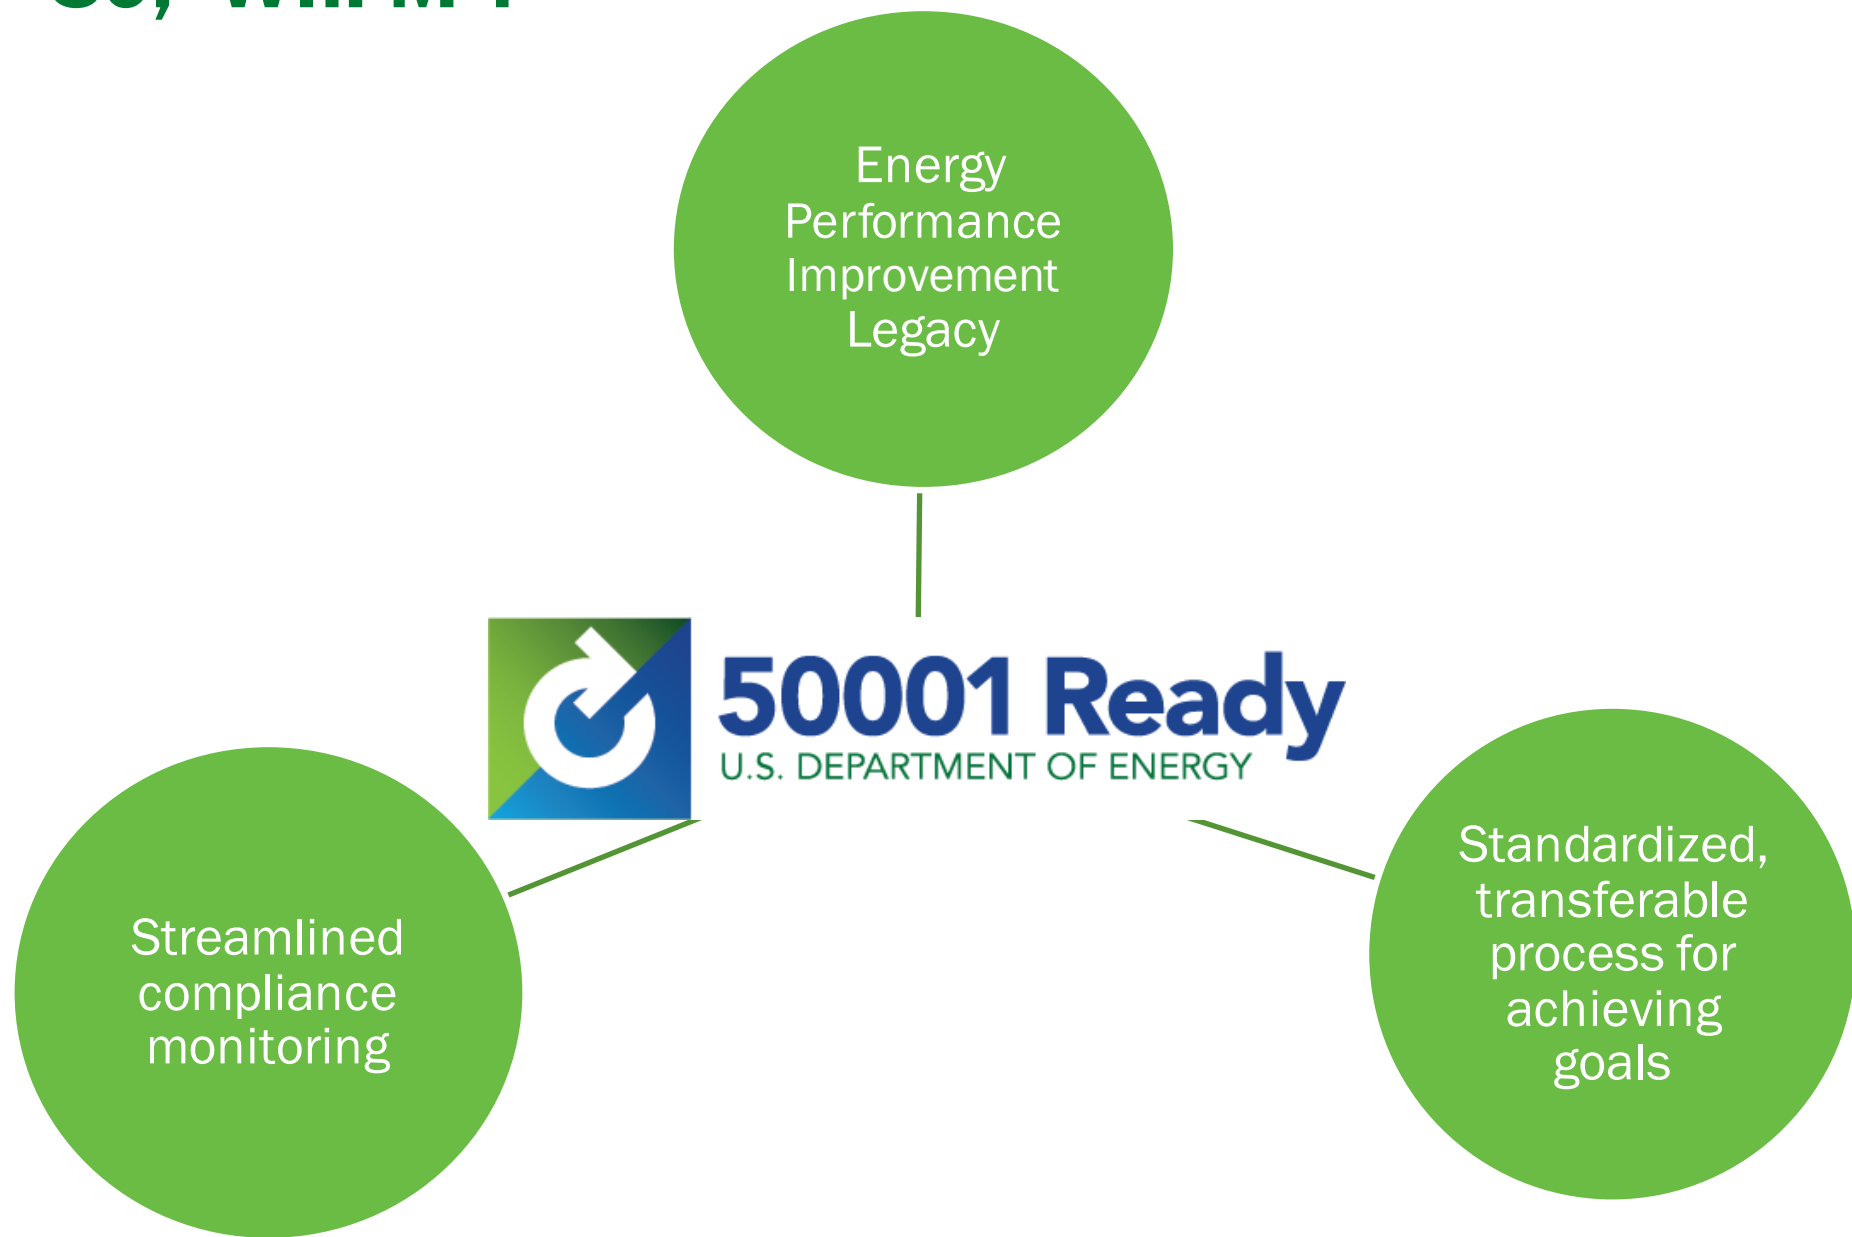 Energy
Performance
Improvement
Legacy
50001 Ready
U.S. DEPARTMENT OF ENERGY
Streamlined
compliance
monitoring
Standardized,
transferable
process for
achieving
goals